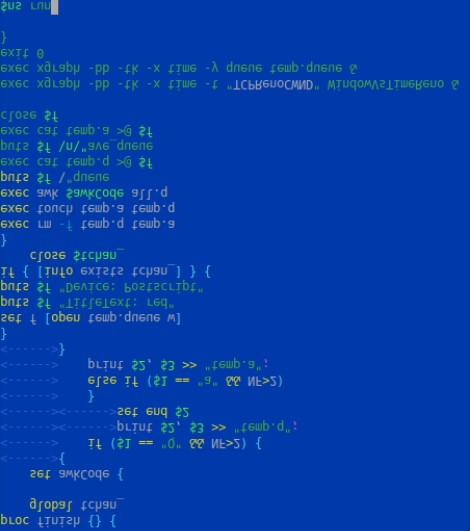 proc finish {} {
    global tchan_
    set awkCode {
<------>{
<------>    if ($1 == "Q" && NF>2) {
<------><------>print $2, $3 >> "temp.q";
<------><------>set end $2
<------>    }
<------>    else if ($1 == "a" && NF>2)
<------>    print $2, $3 >> "temp.a";
<------>}
}
set f [open temp.queue w]
puts $f "TitleText: red"
puts $f "Device: Postscript"
if { [info exists tchan_] } {
    close $tchan_
}
exec rm -f temp.q temp.a
exec touch temp.a temp.q
exec awk $awkCode all.q
puts $f \"queue
exec cat temp.q >@ $f
puts $f \n\"ave_queue
exec cat temp.a >@ $f
close $f
exec xgraph -bb -tk -x time -t "TCPRenoCWND" WindowVsTimeReno &
exec xgraph -bb -tk -x time -y queue temp.queue &
exit 0
}
$ns run